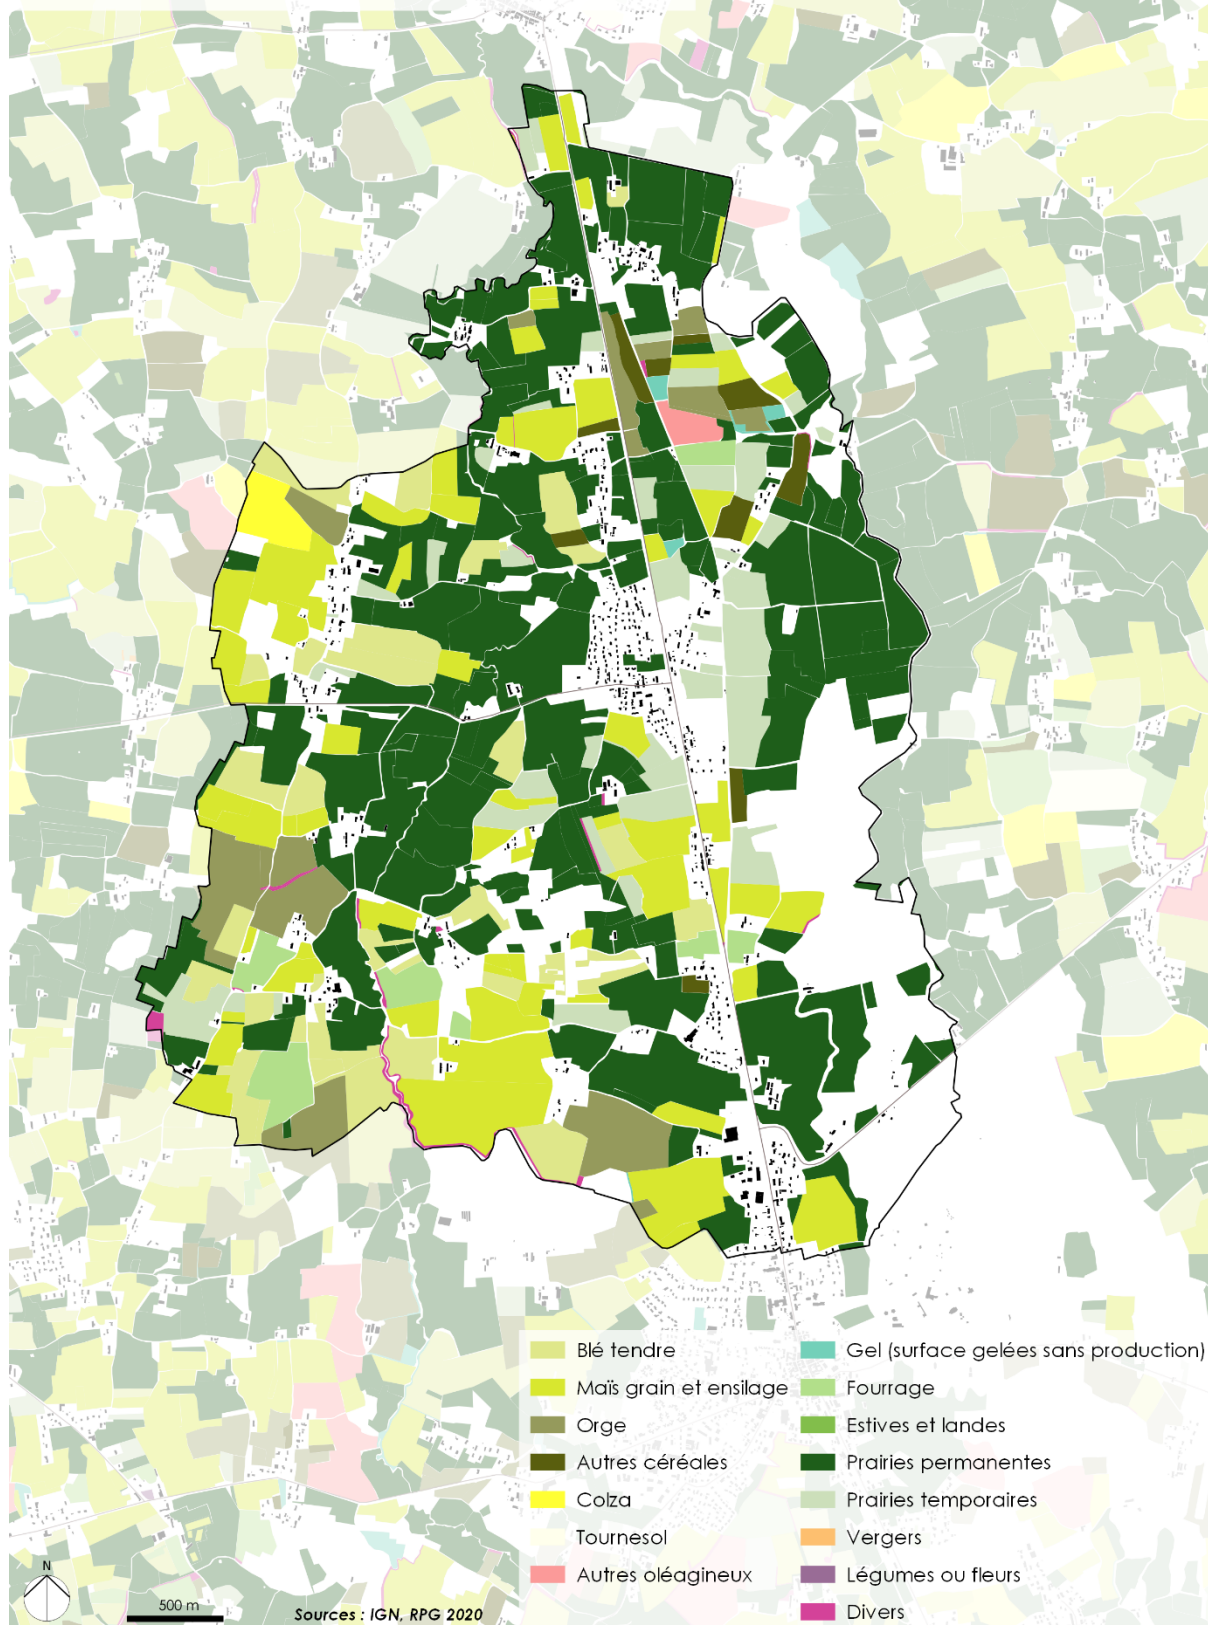 Blé tendre
Maïs grain et ensilage
Orge
Autres céréales
Colza
Tournesol
Autres oléagineux
Gel (surface gelées sans production)
Fourrage
Estives et landes
Prairies permanentes
Prairies temporaires
Vergers
Légumes ou fleurs
Divers
N
500 m
Sources : IGN, RPG 2020